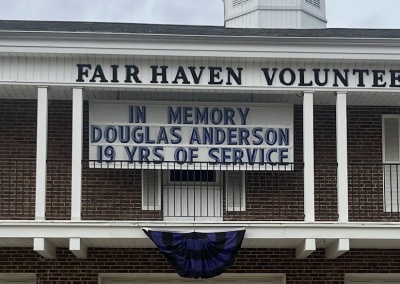 FAIR HAVEN VOLUNTEE
IN MEMORY
DOUGLAS ANDERSON
19 YRS OF SERVICE